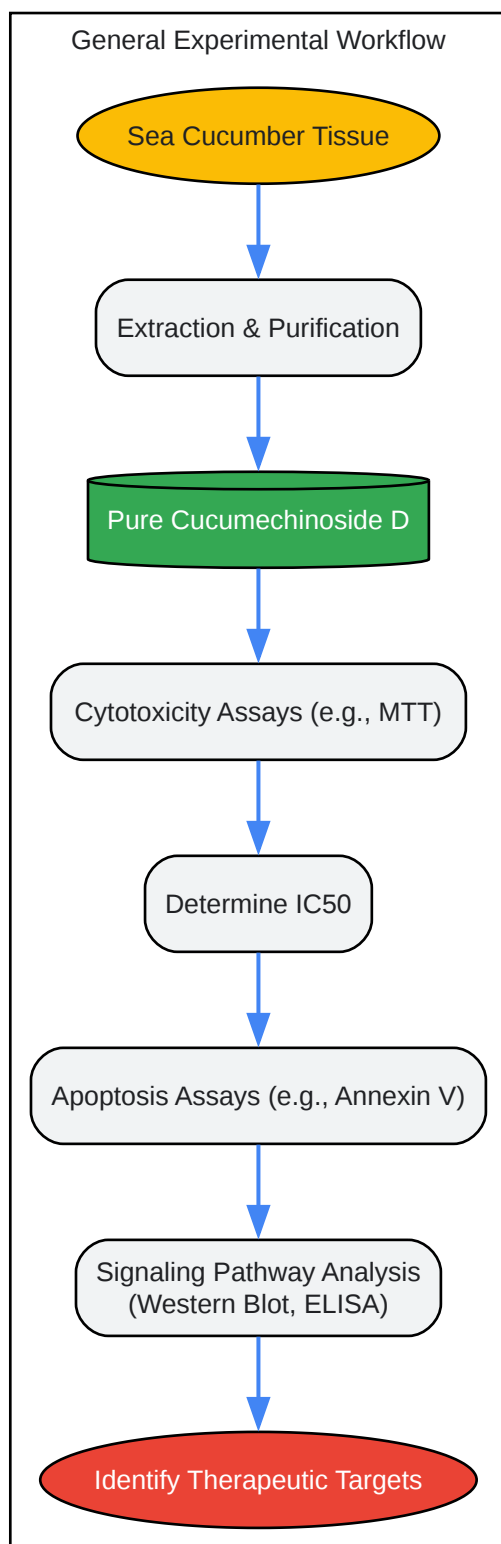 General Experimental Workflow
Sea Cucumber Tissue
Extraction & Purification
Pure Cucumechinoside D
Cytotoxicity Assays (e.g., MTT)
Determine IC50
Apoptosis Assays (e.g., Annexin V)
Signaling Pathway Analysis
(Western Blot, ELISA)
Identify Therapeutic Targets